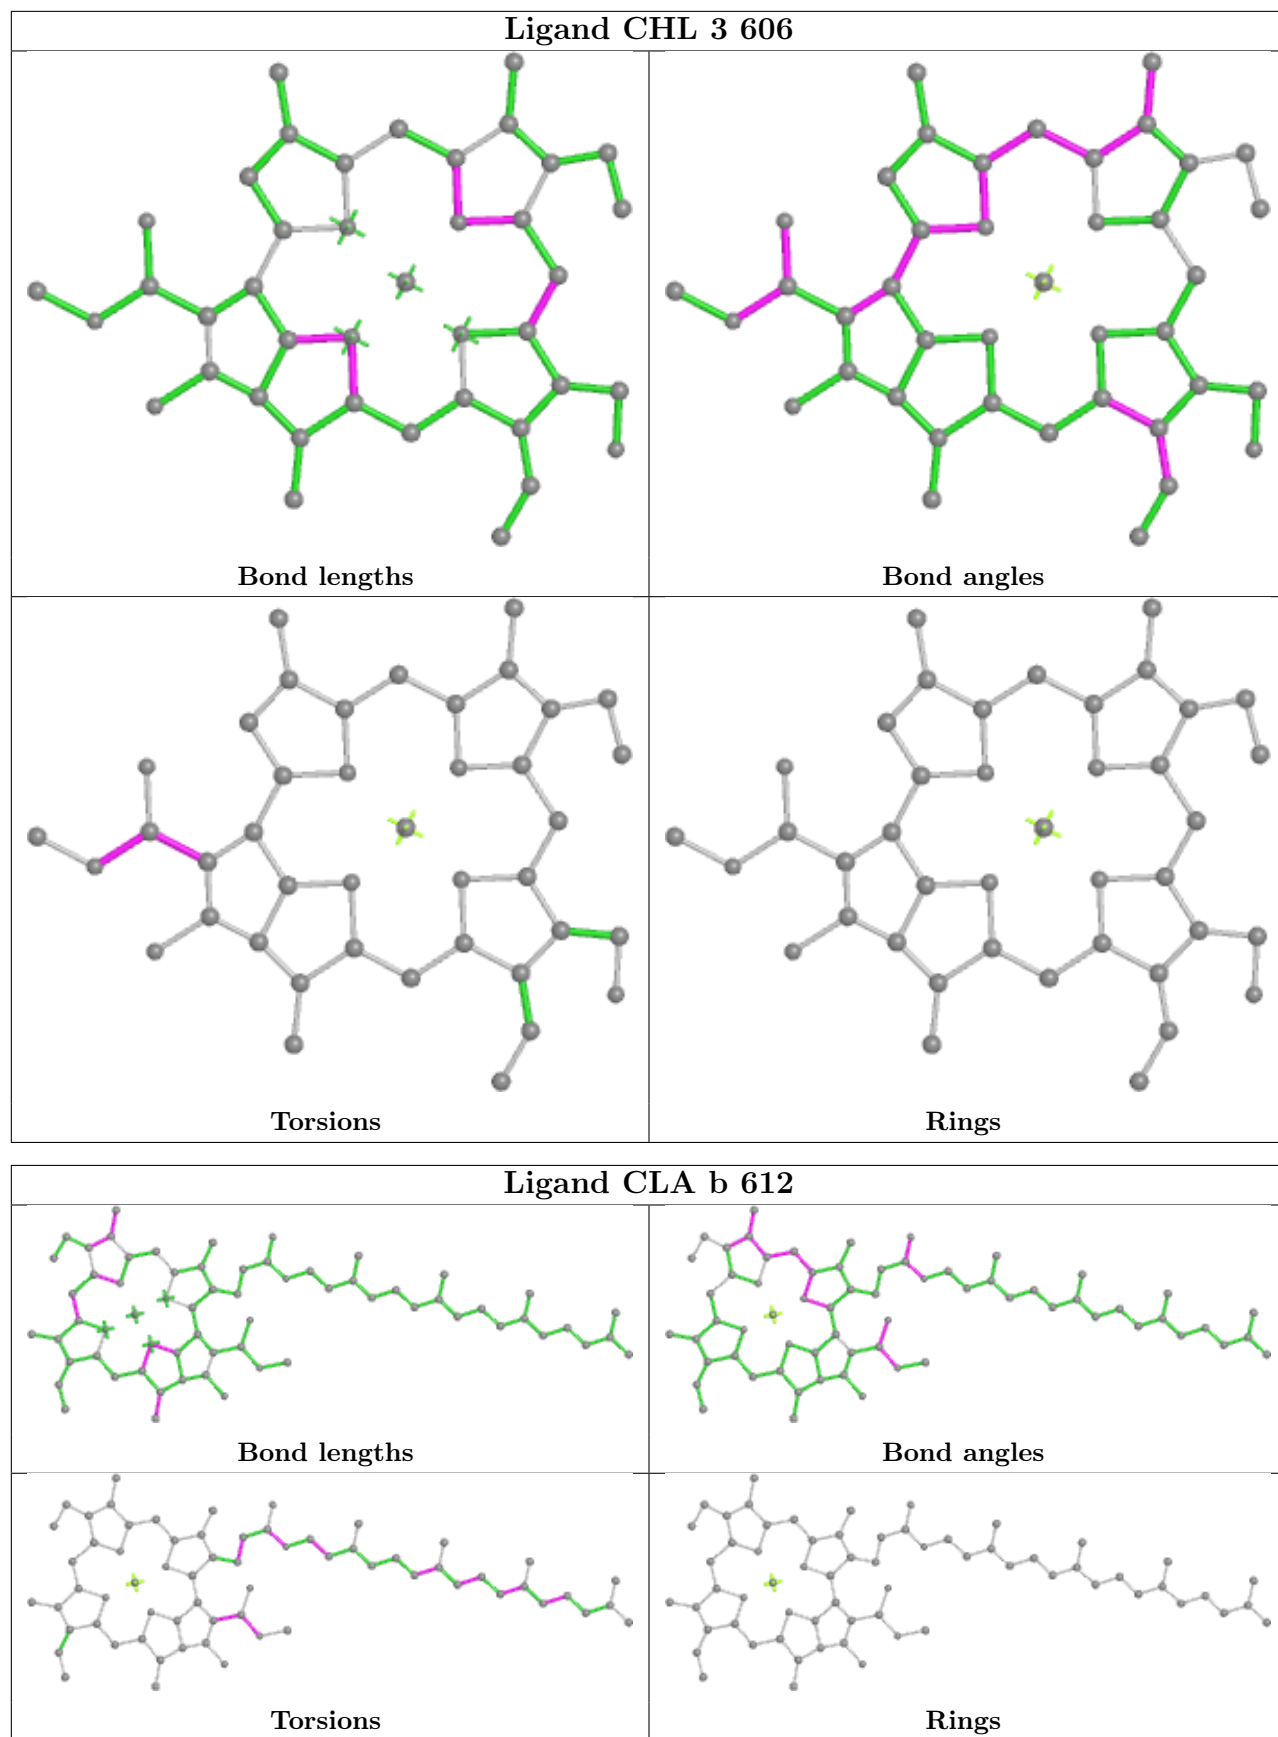 Ligand CHL 3 606
Bond lengths
Bond angles
Torsions
Rings
Ligand CLA b 612
Bond lengths
Bond angles
Torsions
Rings